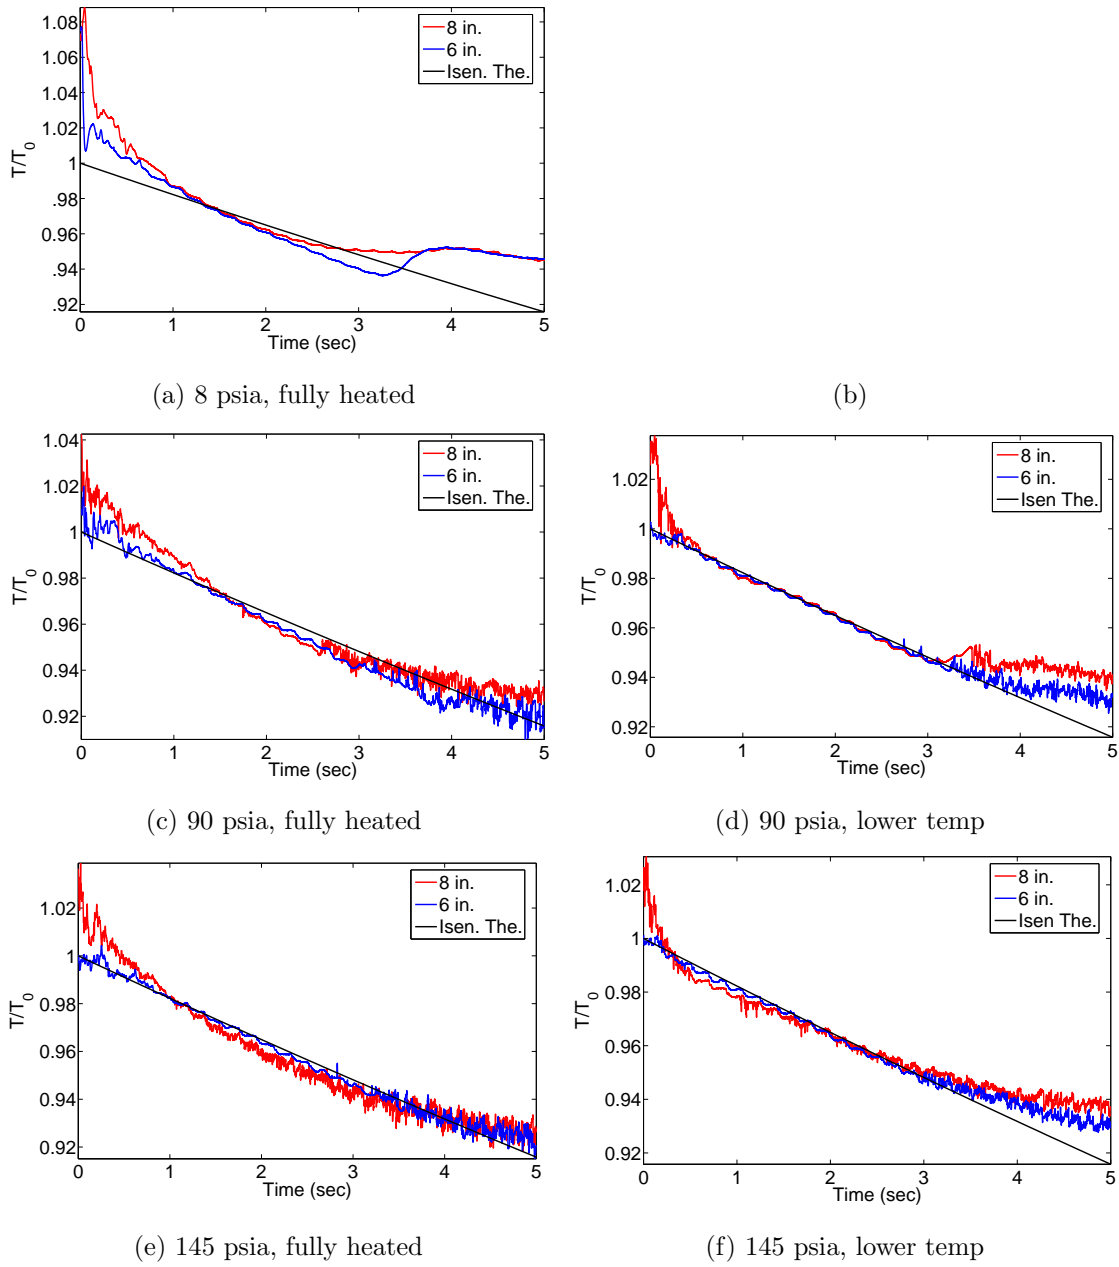 1.08
1.06
1.04
1.02
1
.98
.96
.94
.92
T/T0
0 1 2 3 4 5
Time (sec)
8 in.
6 in.
Isen. The.
(a) 8 psia, fully heated
(b)
1.04
1.02
1
0.98
0.96
0.94
0.92
T/T0
0 1 2 3 4 5
Time (sec)
8 in.
6 in.
Isen. The.
(c) 90 psia, fully heated
1.02
1
0.98
0.96
0.94
0.92
T/T0
0 1 2 3 4 5
Time (sec)
8 in.
6 in.
Isen The.
(d) 90 psia, lower temp
1.02
1
0.98
0.96
0.94
0.92
T/T0
0 1 2 3 4 5
Time (sec)
8 in.
6 in.
Isen. The.
(e) 145 psia, fully heated
1.02
1
0.98
0.96
0.94
0.92
T/T0
0 1 2 3 4 5
Time (sec)
8 in.
6 in.
Isen The.
(f) 145 psia, lower temp